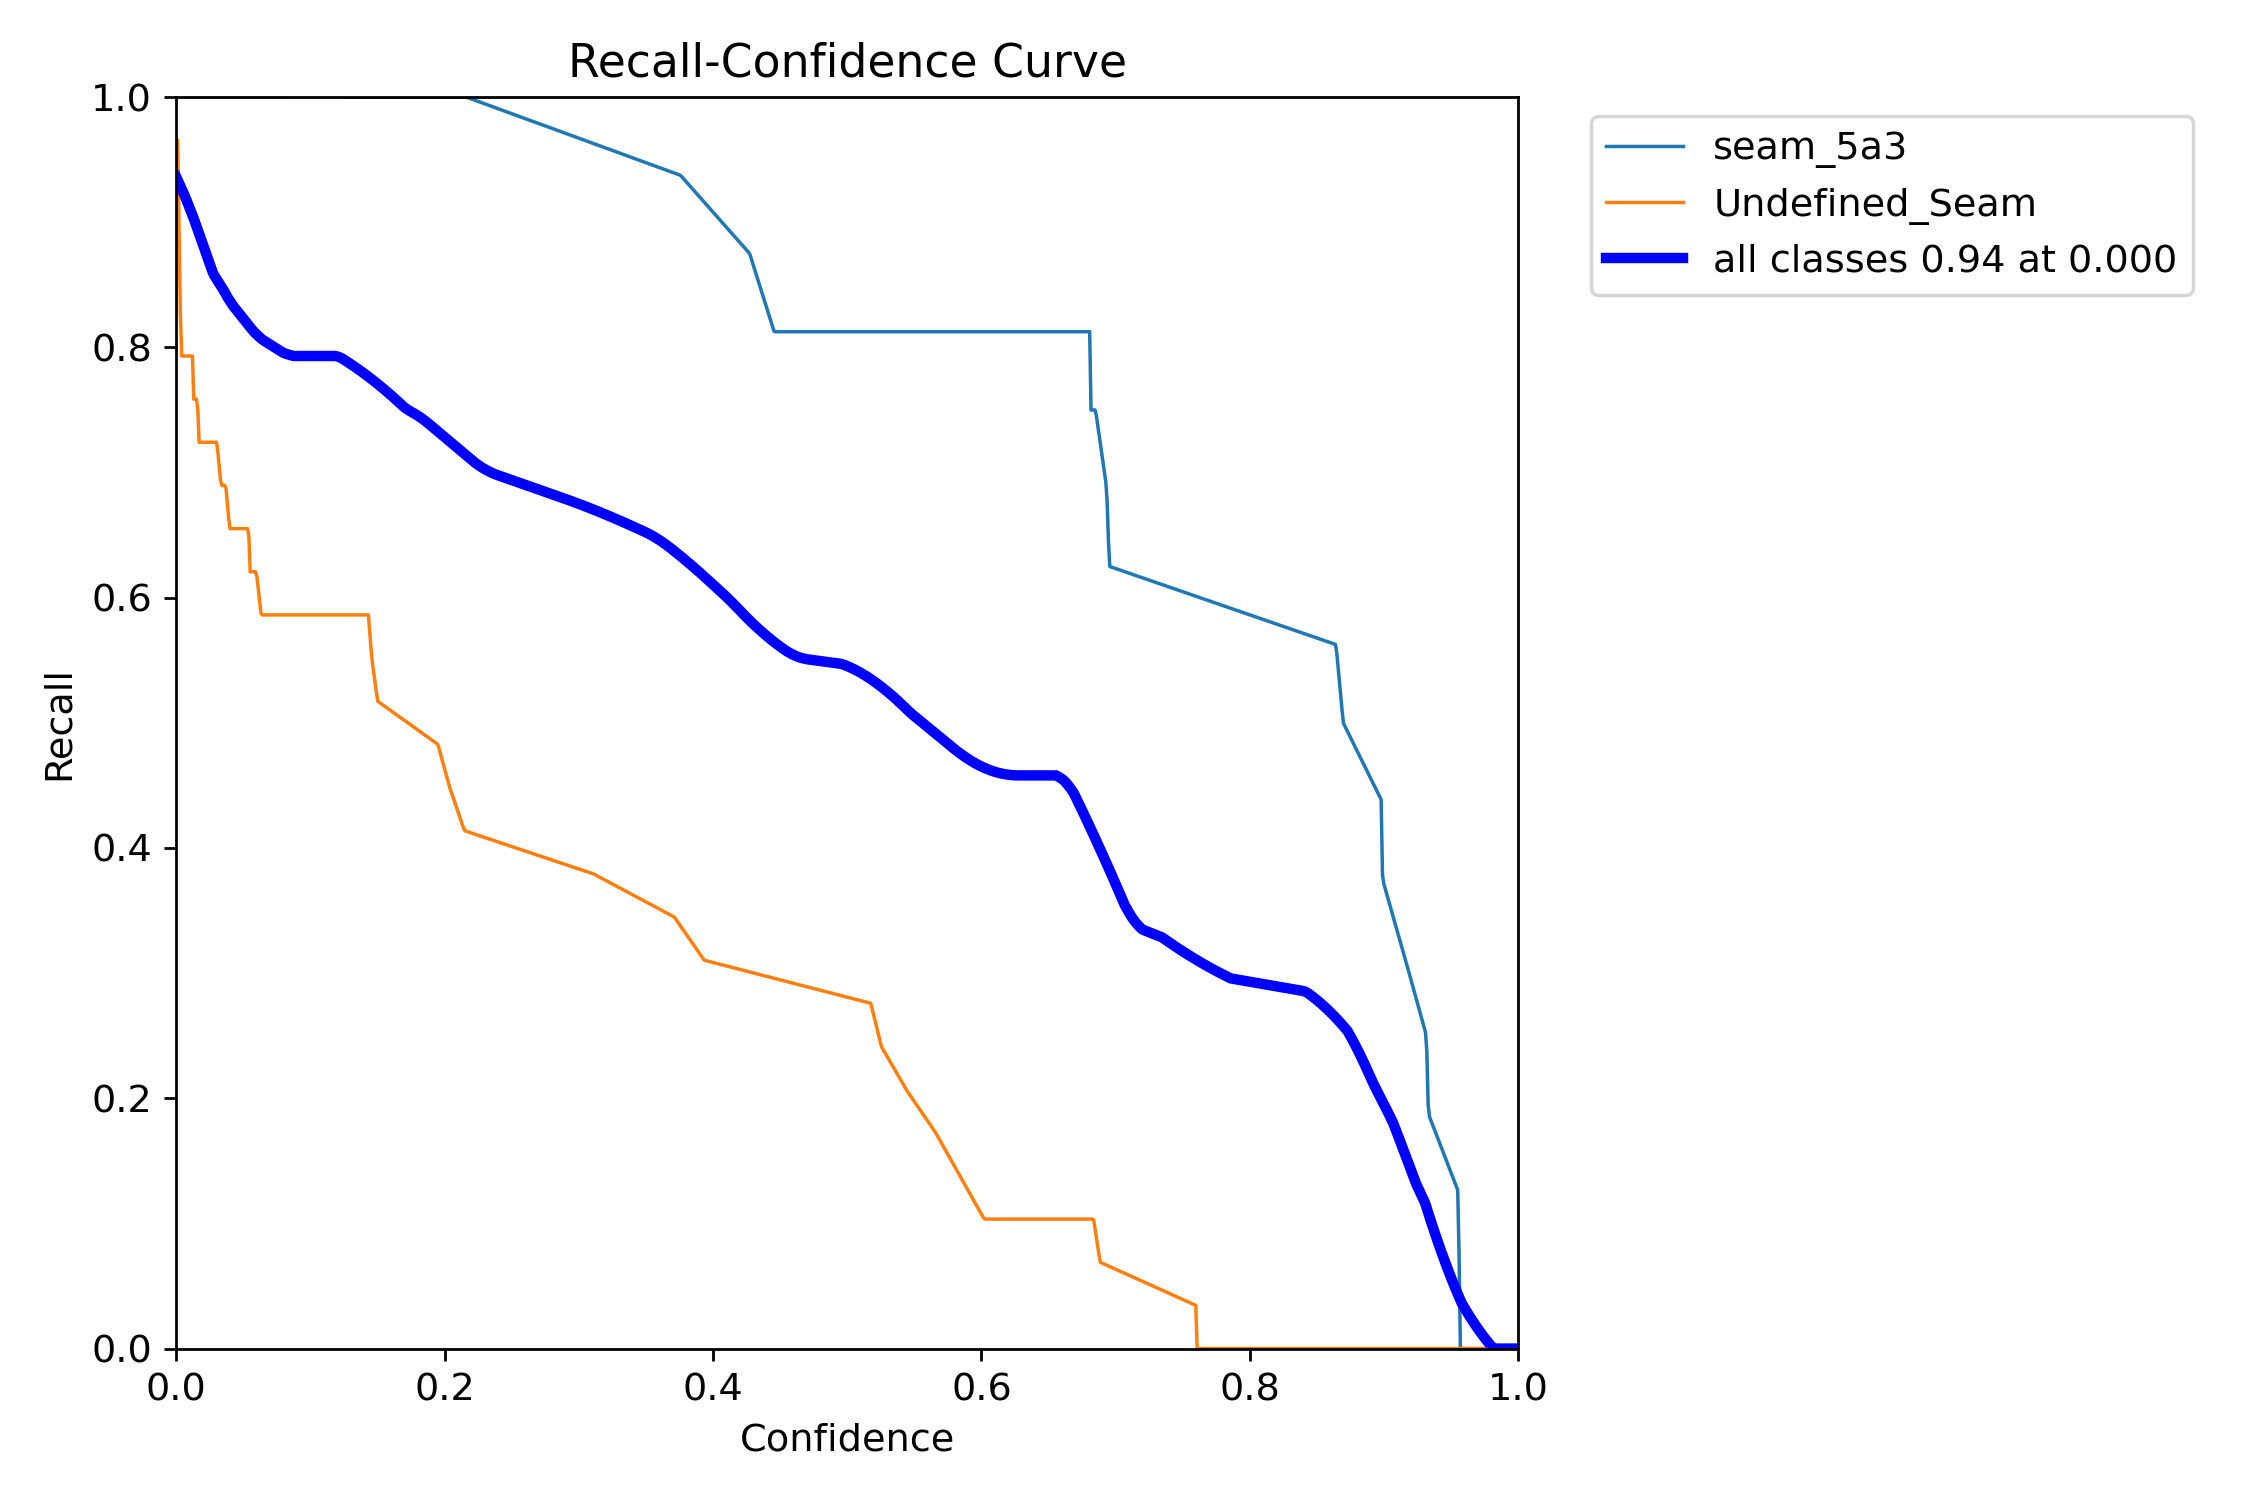 Recall-Confidence Curve
1.0
0.8
0.6
0.4
0.2
0.0
Recall
0.0 0.2 0.4 0.6 0.8 1.0
Confidence
seam_5a3
Undefined_Seam
all classes 0.94 at 0.000